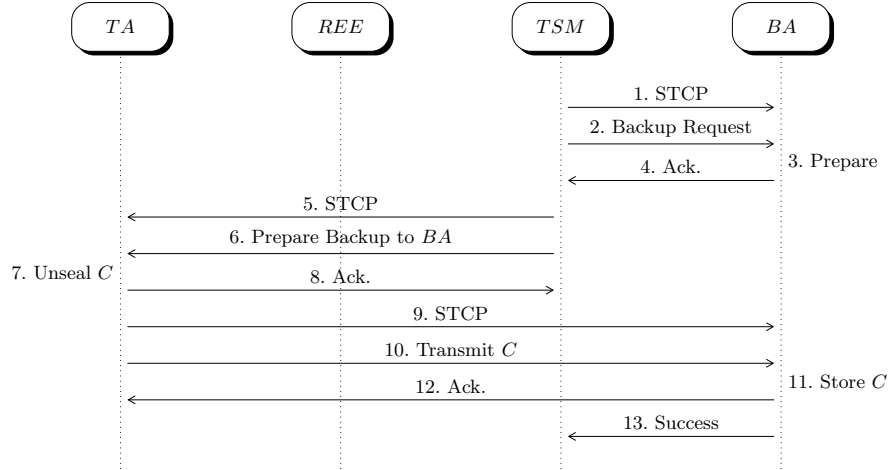 TA
REE
TSM
BA
1. STCP
2. Backup Request
3. Prepare
4. Ack.
5. STCP
6. Prepare Backup to BA
7. Unseal C
8. Ack.
9. STCP
10. Transmit C
11. Store C
12. Ack.
13. Success